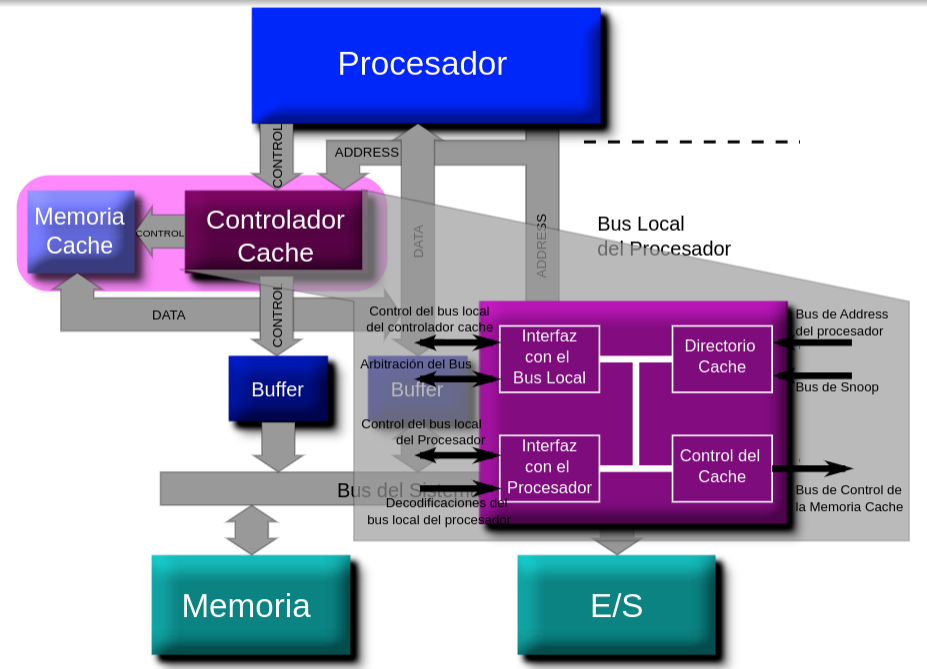 Procesador
CONTROL
ADDRESS
Memoria
Cache
CONTROL
Controlador
Cache
DATA
ADDRESS
Bus Local
del Procesador
DATA
CONTROL
Control del bus local
del controlador cache
Arbitración del Bus
Buffer
Buffer
Control del bus local
del Procesador
Bus del Sistema
Decodificaciones del
bus local del procesador
Interfaz
con el
Bus Local
Directorio
Cache
Interfaz
con el
Procesador
Control del
Cache
Bus de Address
del procesador
Bus de Snoop
Bus de Control de
la Memoria Cache
Memoria
E/S